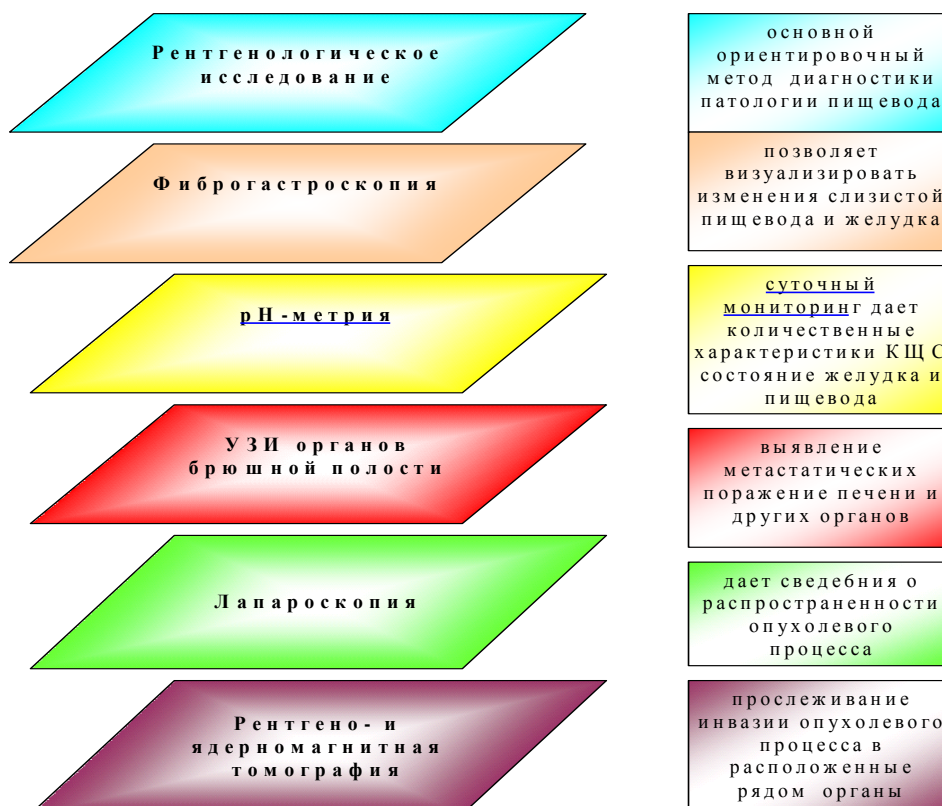 Рентгенологическое
исследование
основной
ориентировочный
метод диагностики
патологии пищевода
Фиброгастроскопия
позволяет
визуализировать
изменения слизистой
пищевода и желудка
рН-метрия
суточный
мониторинг дает
количественные
характеристики КЩС
состояние желудка и
пищевода
УЗИ органов
брюшной полости
выявление
метастатических
поражение печени и
других органов
Лапароскопия
дает сведебния о
распространенности
опухолевого
процесса
Рентгено- и
ядерномагнитная
томография
прослеживание
инвазии опухолевого
процесса в
расположенные
рядом органы